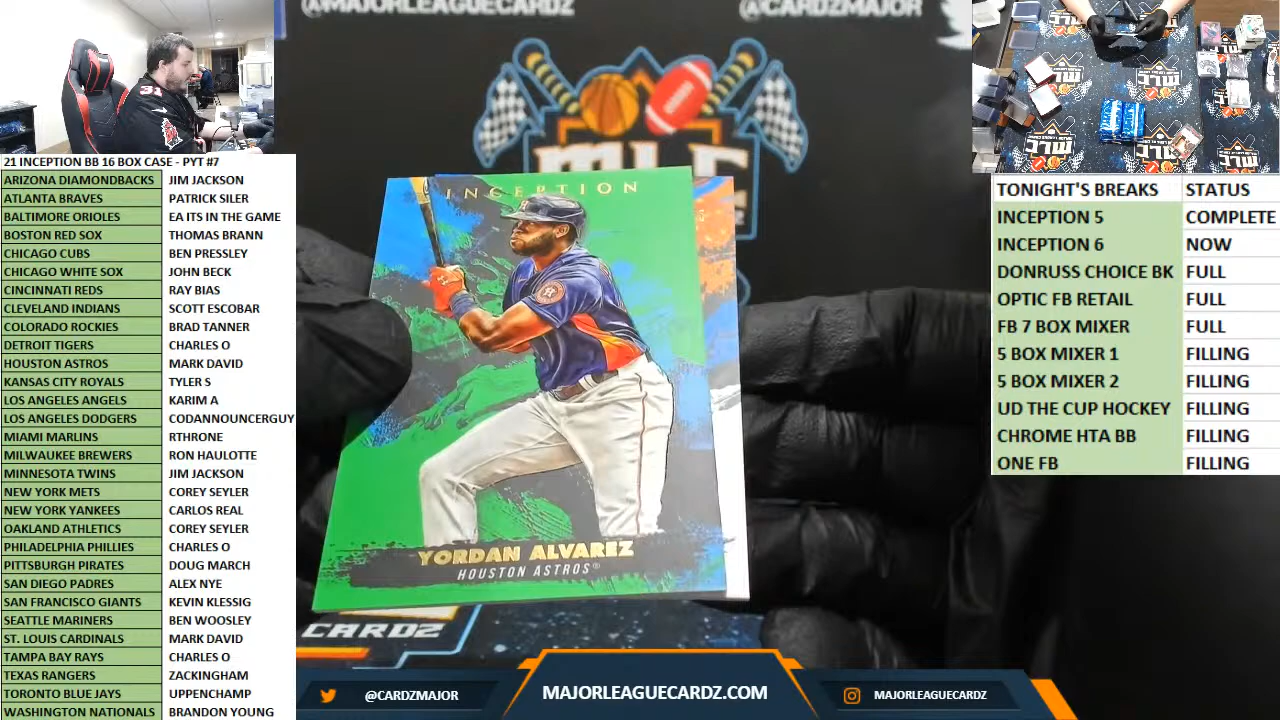 @MAJORLEAGUECARDZ
@CARDZMAJOR
21 INCEPTION BB 16 BOX CASE - PYT #7
ARIZONA DIAMONDBACKS JIM JACKSON
ATLANTA BRAVES PATRICK SILER
BALTIMORE ORIOLES EA ITS IN THE GAME
BOSTON RED SOX THOMAS BRANN
CHICAGO CUBS BEN PRESSLEY
CHICAGO WHITE SOX JOHN BECK
CINCINNATI REDS RAY BIAS
CLEVELAND INDIANS SCOTT ESCOBAR
COLORADO ROCKIES BRAD TANNER
DETROIT TIGERS CHARLES O
HOUSTON ASTROS MARK DAVID
KANSAS CITY ROYALS TYLER S
LOS ANGELES ANGELS KARIM A
LOS ANGELES DODGERS CODANNOUNCERGUY
MIAMI MARLINS RTHRONE
MILWAUKEE BREWERS RON HAULOTTE
MINNESOTA TWINS JIM JACKSON
NEW YORK METS COREY SEYLER
NEW YORK YANKEES CARLOS REAL
OAKLAND ATHLETICS COREY SEYLER
PHILADELPHIA PHILLIES CHARLES O
PITTSBURGH PIRATES DOUG MARCH
SAN DIEGO PADRES ALEX NYE
SAN FRANCISCO GIANTS KEVIN KLESSIG
SEATTLE MARINERS BEN WOOSLEY
ST. LOUIS CARDINALS MARK DAVID
TAMPA BAY RAYS CHARLES O
TEXAS RANGERS ZACKINGHAM
TORONTO BLUE JAYS UPPENCHAMP
WASHINGTON NATIONALS BRANDON YOUNG
31
MLC
INCEPTION
YORDAN ALVAREZ
HOUSTON ASTROS®
CARDZ
TONIGHT'S BREAKS STATUS
INCEPTION 5 COMPLETE
INCEPTION 6 NOW
DONRUSS CHOICE BK FULL
OPTIC FB RETAIL FULL
FB 7 BOX MIXER FULL
5 BOX MIXER 1 FILLING
5 BOX MIXER 2 FILLING
UD THE CUP HOCKEY FILLING
CHROME HTA BB FILLING
ONE FB FILLING
@CARDZMAJOR
MAJORLEAGUECARDZ.COM
MAJORLEAGUECARDZ